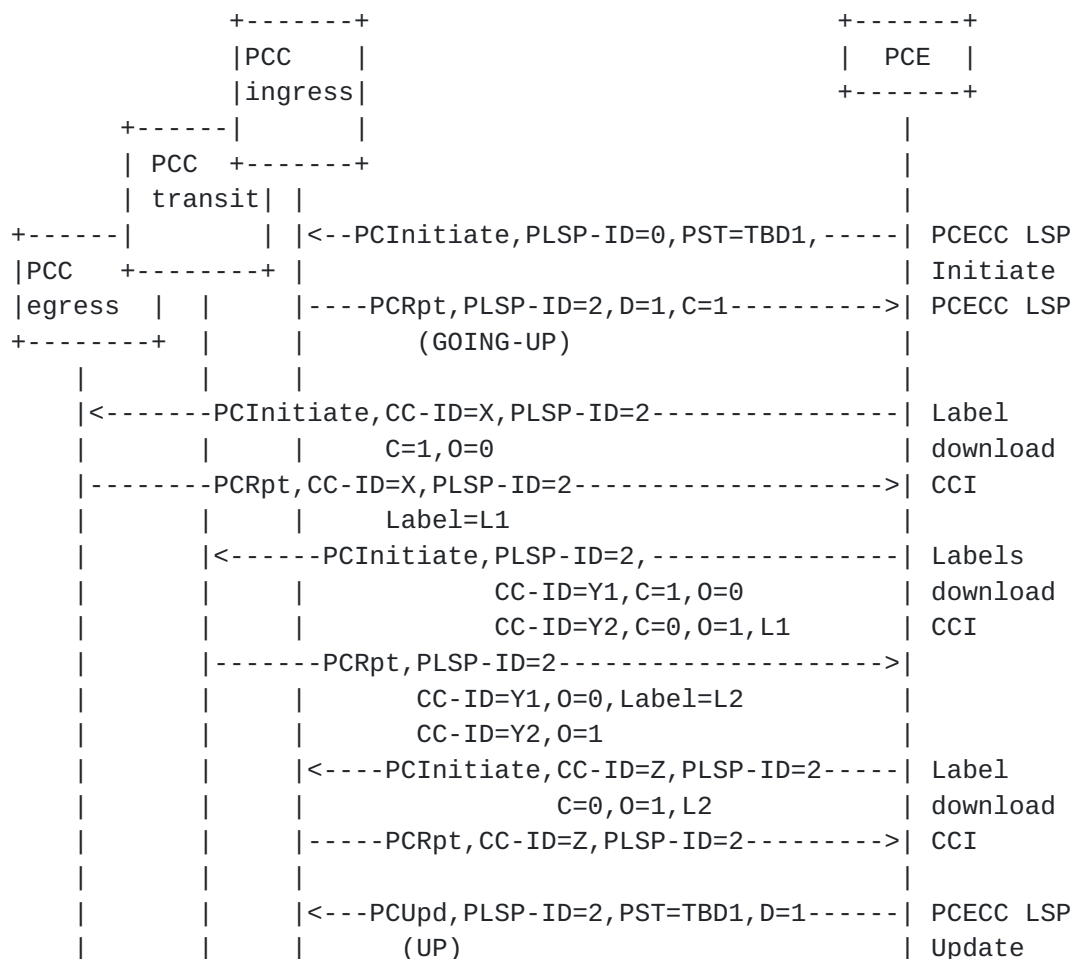 +-------+                              +-------+
              |PCC    |                              |  PCE  |
              |ingress|                              +-------+
       +------|       |                                  |
       | PCC  +-------+                                  |
       | transit| |                                      |
+------|        | |<--PCInitiate,PLSP-ID=0,PST=TBD1,-----| PCECC LSP
|PCC   +--------+ |                                      | Initiate
|egress  |  |     |----PCRpt,PLSP-ID=2,D=1,C=1---------->| PCECC LSP
+--------+  |     |       (GOING-UP)                     |
    |       |     |                                      |
    |<-------PCInitiate,CC-ID=X,PLSP-ID=2----------------| Label
    |       |     |     C=1,O=0                          | download
    |--------PCRpt,CC-ID=X,PLSP-ID=2-------------------->| CCI
    |       |     |     Label=L1                         |
    |       |<------PCInitiate,PLSP-ID=2,----------------| Labels
    |       |     |            CC-ID=Y1,C=1,O=0          | download
    |       |     |            CC-ID=Y2,C=0,O=1,L1       | CCI
    |       |-------PCRpt,PLSP-ID=2--------------------->|
    |       |     |       CC-ID=Y1,O=0,Label=L2          |
    |       |     |       CC-ID=Y2,O=1                   |
    |       |     |<----PCInitiate,CC-ID=Z,PLSP-ID=2-----| Label
    |       |     |                C=0,O=1,L2            | download
    |       |     |-----PCRpt,CC-ID=Z,PLSP-ID=2--------->| CCI
    |       |     |                                      |
    |       |     |<---PCUpd,PLSP-ID=2,PST=TBD1,D=1------| PCECC LSP
    |       |     |      (UP)                            | Update